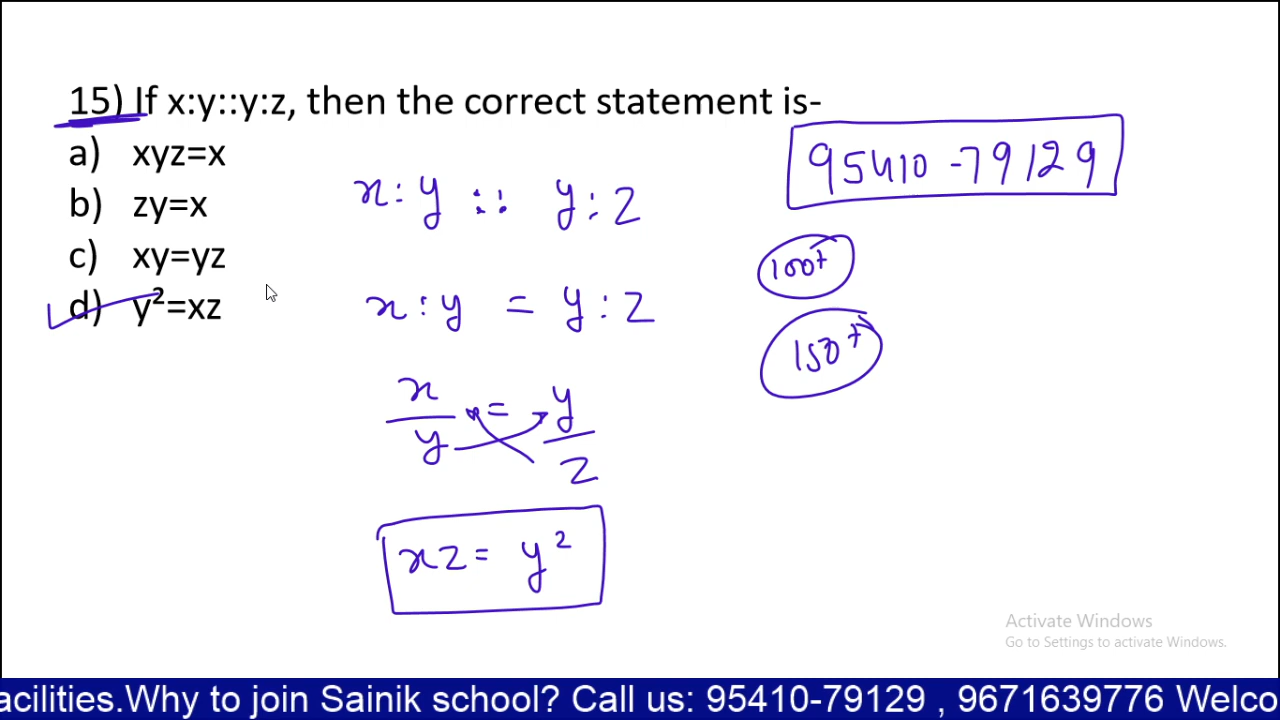 15) If x:y::y:z, then the correct statement is-
a) xyz=x
b) zy=x
c) xy=yz
d) y²=xz
x : y :: y : z
x : y = y : z
x/y = y/z
xz = y²
95410-79129
100+
150+
Activate Windows
Go to Settings to activate Windows.
acilities.Why to join Sainik school? Call us: 95410-79129 , 9671639776 Welco